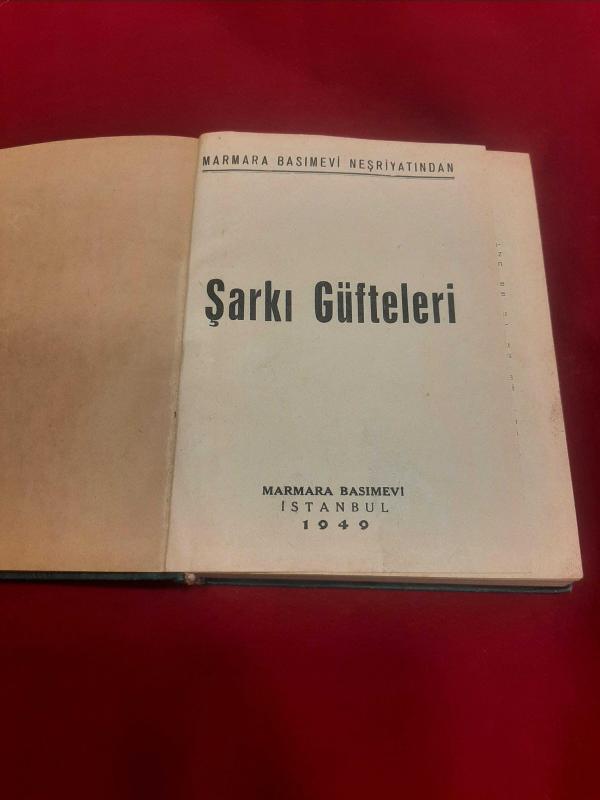 MARMARA BASIMEVİ NEŞRİYATINDAN
Şarkı Güfteleri
MARMARA BASIMEVİ
İSTANBUL
1949